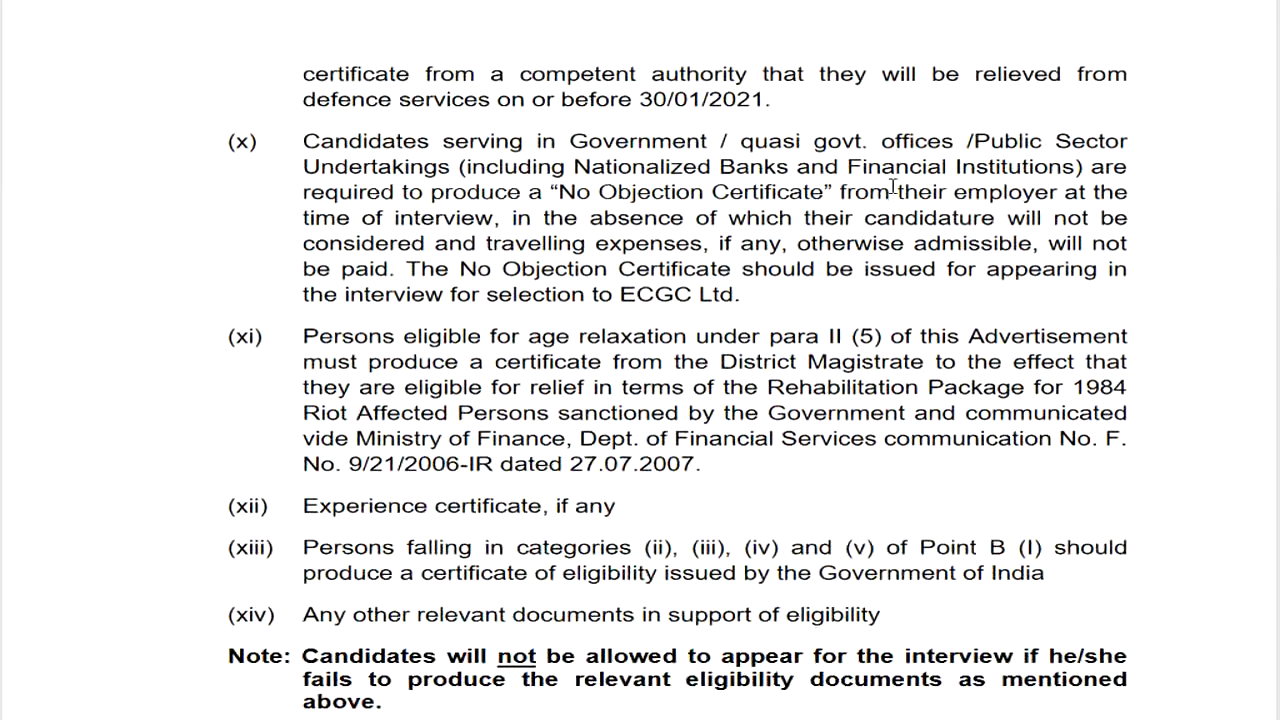 certificate from a competent authority that they will be relieved from
defence services on or before 30/01/2021.
(x) Candidates serving in Government / quasi govt. offices /Public Sector
Undertakings (including Nationalized Banks and Financial Institutions) are
required to produce a “No Objection Certificate” from their employer at the
time of interview, in the absence of which their candidature will not be
considered and travelling expenses, if any, otherwise admissible, will not
be paid. The No Objection Certificate should be issued for appearing in
the interview for selection to ECGC Ltd.
(xi) Persons eligible for age relaxation under para II (5) of this Advertisement
must produce a certificate from the District Magistrate to the effect that
they are eligible for relief in terms of the Rehabilitation Package for 1984
Riot Affected Persons sanctioned by the Government and communicated
vide Ministry of Finance, Dept. of Financial Services communication No. F.
No. 9/21/2006-IR dated 27.07.2007.
(xii) Experience certificate, if any
(xiii) Persons falling in categories (ii), (iii), (iv) and (v) of Point B (I) should
produce a certificate of eligibility issued by the Government of India
(xiv) Any other relevant documents in support of eligibility
Note: Candidates will not be allowed to appear for the interview if he/she
fails to produce the relevant eligibility documents as mentioned
above.